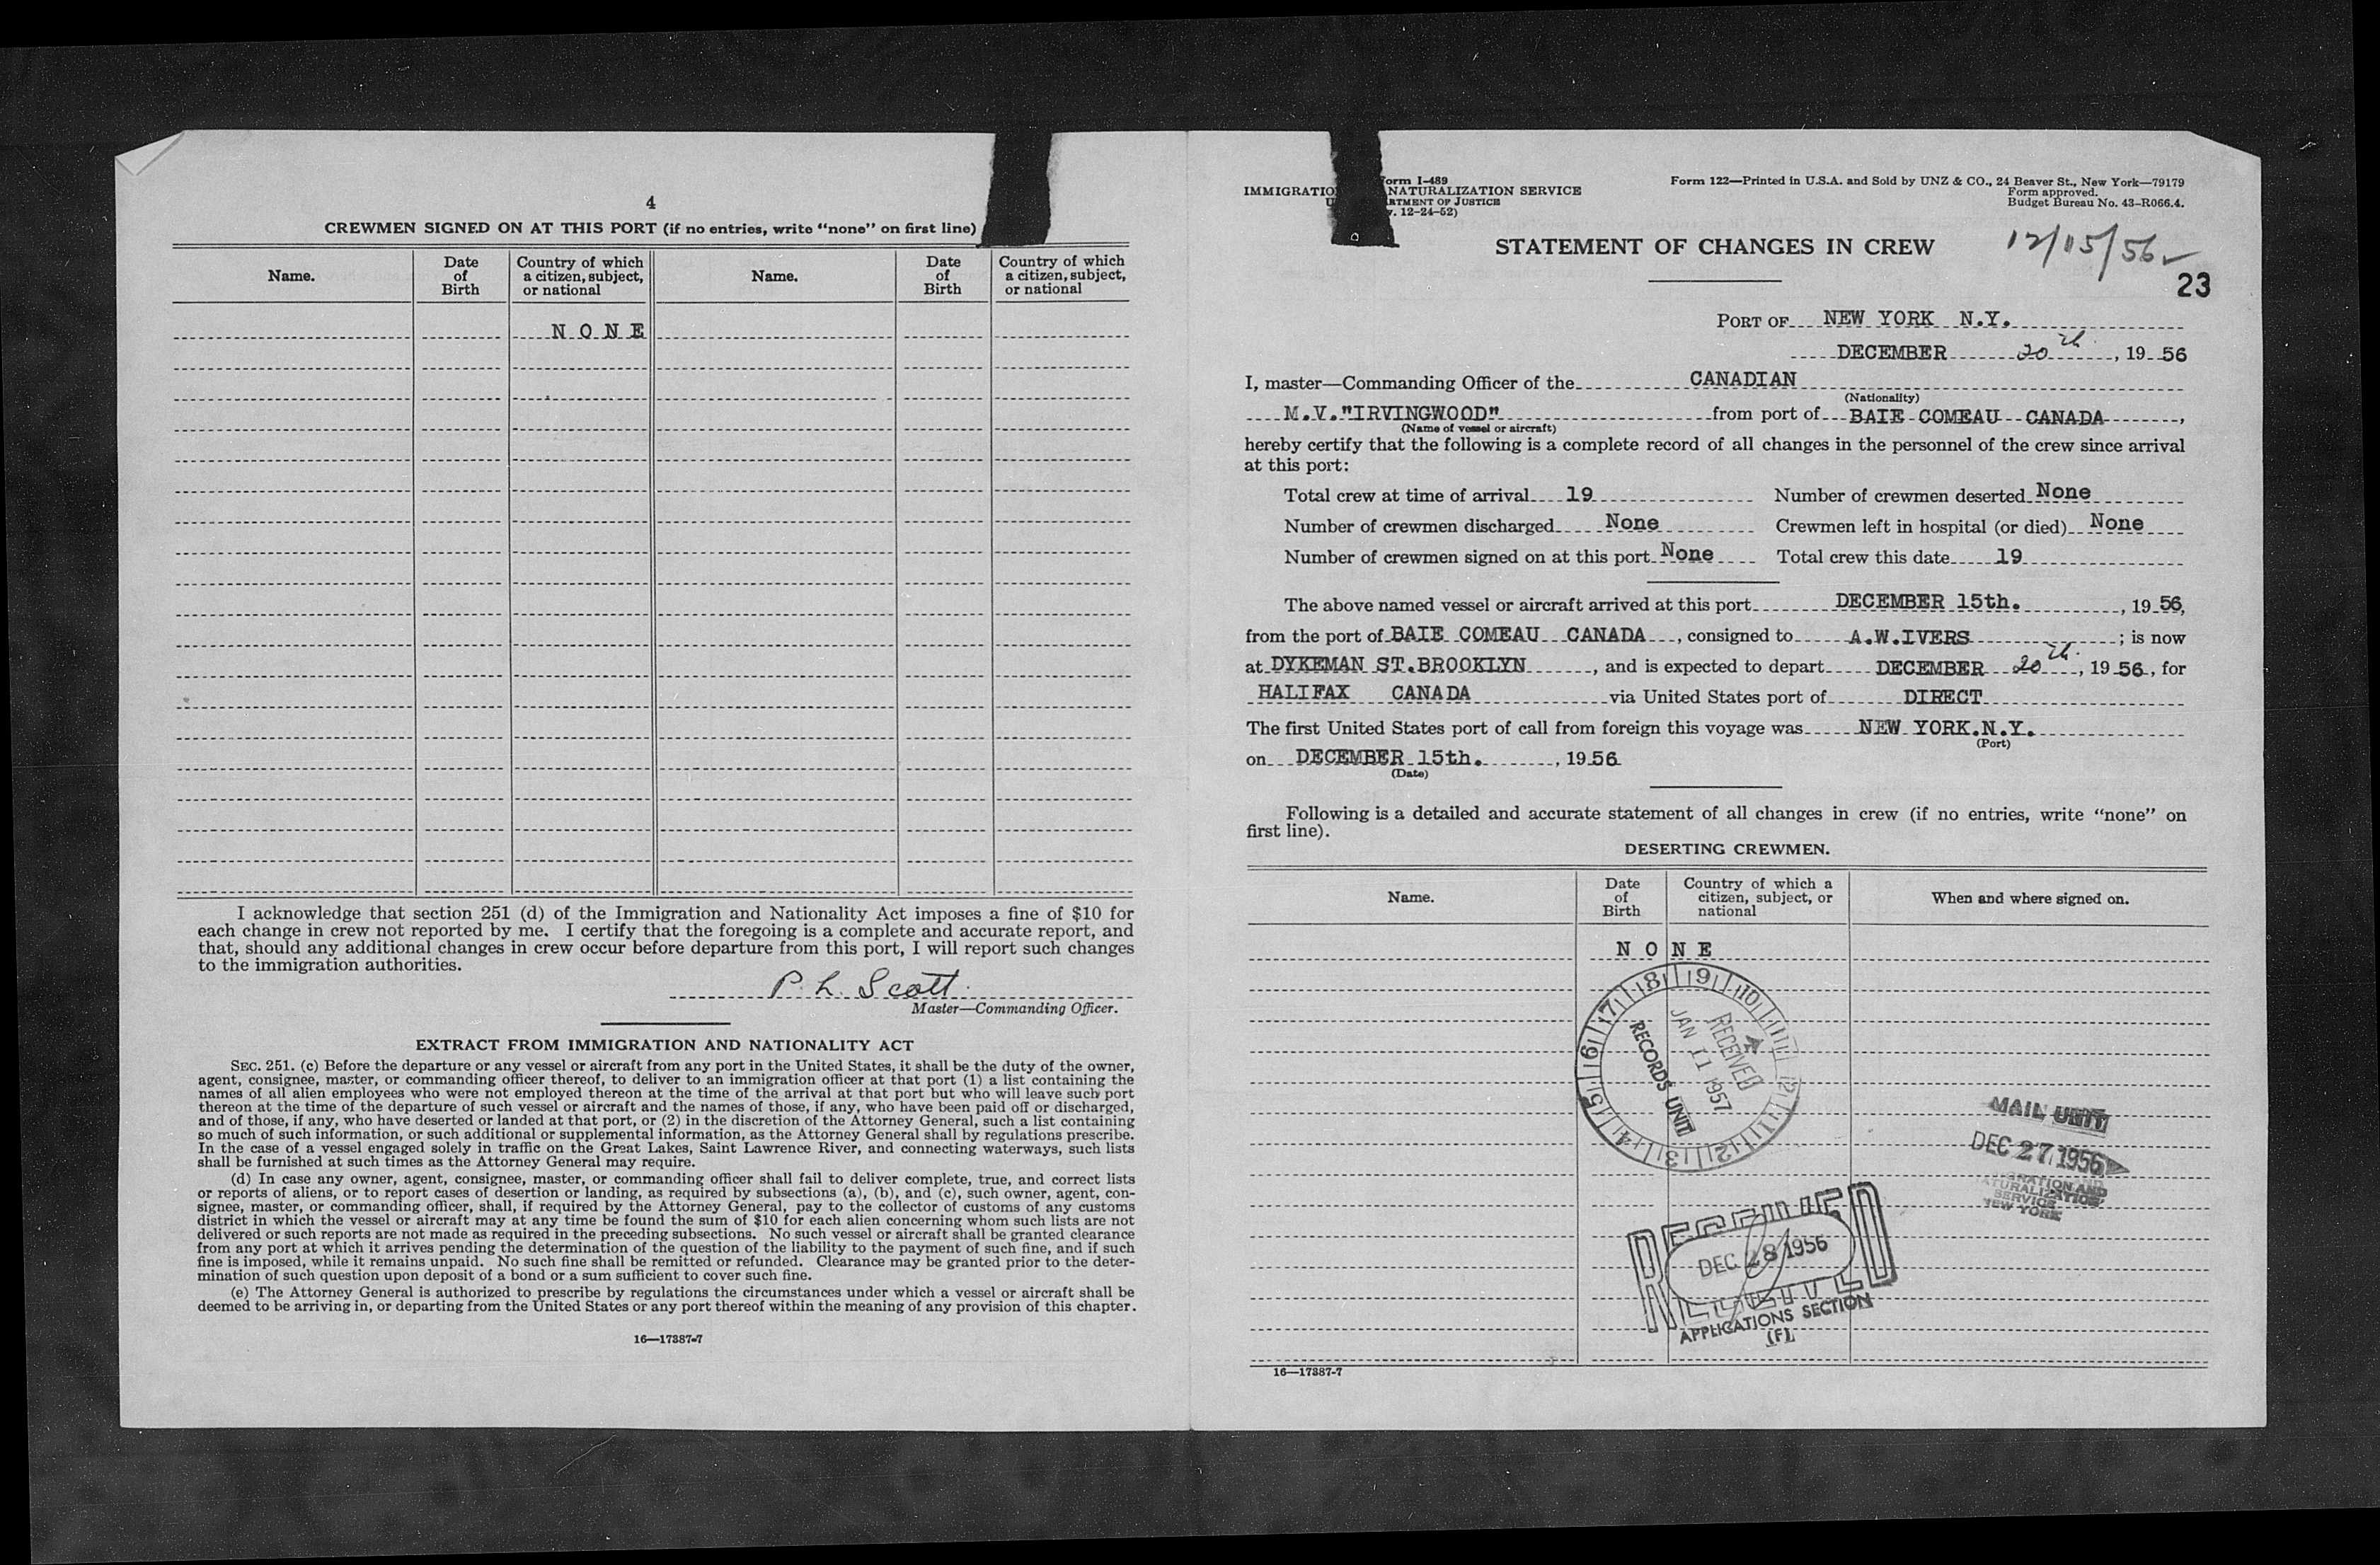 4
CREWMEN SIGNED ON AT THIS PORT (if no entries, write “none” on first line)
Name.
Date of Birth
Country of which a citizen, subject, or national
Name.
Date of Birth
Country of which a citizen, subject, or national
N O N E
I acknowledge that section 251 (d) of the Immigration and Nationality Act imposes a fine of $10 for
each change in crew not reported by me. I certify that the foregoing is a complete and accurate report, and
that, should any additional changes in crew occur before departure from this port, I will report such changes
to the immigration authorities.
P. L. Scott.
Master—Commanding Officer.
EXTRACT FROM IMMIGRATION AND NATIONALITY ACT
SEC. 251. (c) Before the departure or any vessel or aircraft from any port in the United States, it shall be the duty of the owner,
agent, consignee, master, or commanding officer thereof, to deliver to an immigration officer at that port (1) a list containing the
names of all alien employees who were not employed thereon at the time of the arrival at that port but who will leave such port
thereon at the time of the departure of such vessel or aircraft and the names of those, if any, who have been paid off or discharged,
and of those, if any, who have deserted or landed at that port, or (2) in the discretion of the Attorney General, such a list containing
so much of such information, or such additional or supplemental information, as the Attorney General shall by regulations prescribe.
In the case of a vessel engaged solely in traffic on the Great Lakes, Saint Lawrence River, and connecting waterways, such lists
shall be furnished at such times as the Attorney General may require.
(d) In case any owner, agent, consignee, master, or commanding officer shall fail to deliver complete, true, and correct lists
or reports of aliens, or to report cases of desertion or landing, as required by subsections (a), (b), and (c), such owner, agent, con-
signee, master, or commanding officer, shall, if required by the Attorney General, pay to the collector of customs of any customs
district in which the vessel or aircraft may at any time be found the sum of $10 for each alien concerning whom such lists are not
delivered or such reports are not made as required in the preceding subsections. No such vessel or aircraft shall be granted clearance
from any port at which it arrives pending the determination of the question of the liability to the payment of such fine, and if such
fine is imposed, while it remains unpaid. No such fine shall be remitted or refunded. Clearance may be granted prior to the deter-
mination of such question upon deposit of a bond or a sum sufficient to cover such fine.
(e) The Attorney General is authorized to prescribe by regulations the circumstances under which a vessel or aircraft shall be
deemed to be arriving in, or departing from the United States or any port thereof within the meaning of any provision of this chapter.
16—17387-7
orm I-489
IMMIGRATIO NATURALIZATION SERVICE
U RTMENT OF JUSTICE
v. 12-24-52)
Form 122—Printed in U.S.A. and Sold by UNZ & CO., 24 Beaver St., New York—79179
Form approved.
Budget Bureau No. 43-R066.4.
STATEMENT OF CHANGES IN CREW
12/15/56
23
PORT OF NEW YORK N.Y.
DECEMBER 20th, 1956
I, master—Commanding Officer of the CANADIAN
(Nationality)
M.V."IRVINGWOOD" from port of BAIE COMEAU CANADA,
(Name of vessel or aircraft)
hereby certify that the following is a complete record of all changes in the personnel of the crew since arrival
at this port:
Total crew at time of arrival 19 Number of crewmen deserted None
Number of crewmen discharged None Crewmen left in hospital (or died) None
Number of crewmen signed on at this port None Total crew this date 19
The above named vessel or aircraft arrived at this port DECEMBER 15th., 1956,
from the port of BAIE COMEAU CANADA, consigned to A.W.IVERS; is now
at DYKEMAN ST.BROOKLYN, and is expected to depart DECEMBER 20th., 1956, for
HALIFAX CANADA via United States port of DIRECT
The first United States port of call from foreign this voyage was NEW YORK.N.Y.
(Port)
on DECEMBER 15th., 1956
(Date)
Following is a detailed and accurate statement of all changes in crew (if no entries, write “none” on
first line).
DESERTING CREWMEN.
Name.
Date of Birth
Country of which a citizen, subject, or national
When and where signed on.
N O N E
8 9 10 11 12 1 2 3 4 5 6 7
RECEIVED
JAN 11 1957
RECORDS UNIT
MAIL UNIT
DEC 27 1956
NATURALIZATION
SERVICE
NEW YORK
RECEIVED
DEC 28 1956
RECEIVED
APPLICATIONS SECTION
(F)
16—17387-7